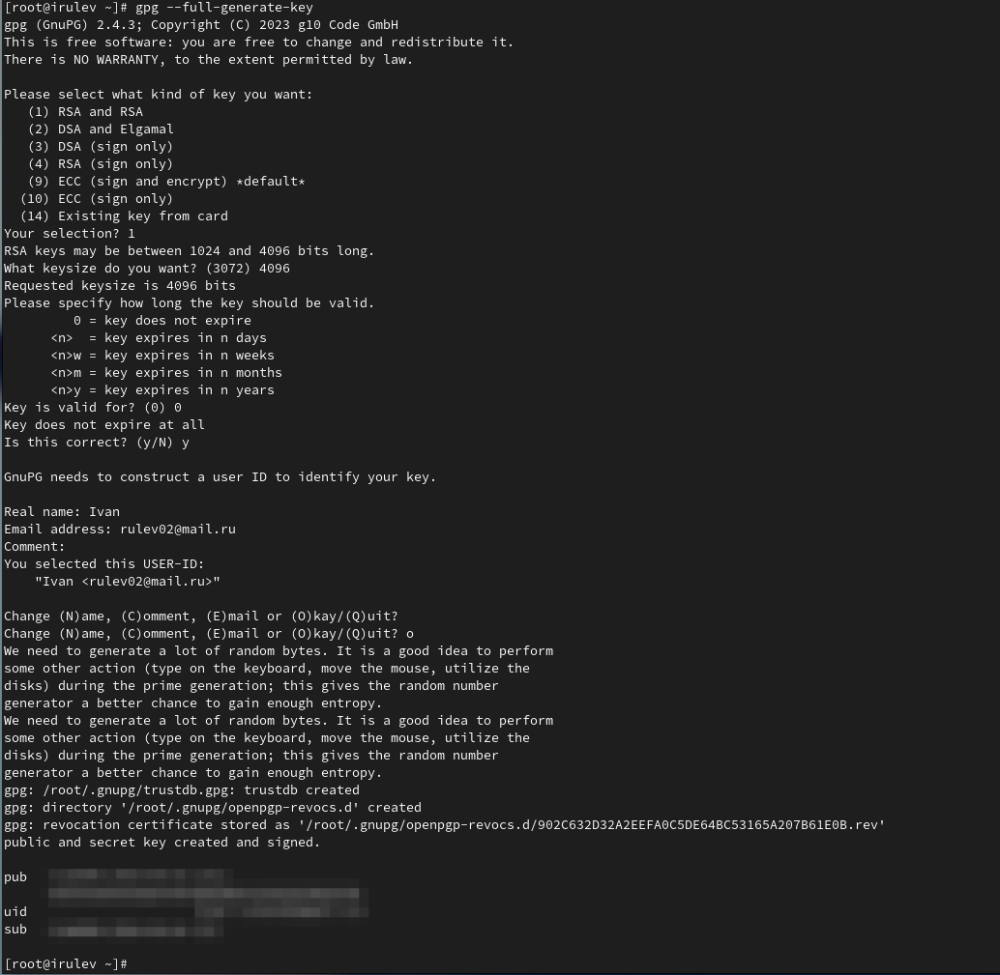 [root@irulev ~]# gpg --full-generate-key
gpg (GnuPG) 2.4.3; Copyright (C) 2023 g10 Code GmbH
This is free software: you are free to change and redistribute it.
There is NO WARRANTY, to the extent permitted by law.

Please select what kind of key you want:
   (1) RSA and RSA
   (2) DSA and Elgamal
   (3) DSA (sign only)
   (4) RSA (sign only)
   (9) ECC (sign and encrypt) *default*
  (10) ECC (sign only)
  (14) Existing key from card
Your selection? 1
RSA keys may be between 1024 and 4096 bits long.
What keysize do you want? (3072) 4096
Requested keysize is 4096 bits
Please specify how long the key should be valid.
         0 = key does not expire
      <n>  = key expires in n days
      <n>w = key expires in n weeks
      <n>m = key expires in n months
      <n>y = key expires in n years
Key is valid for? (0) 0
Key does not expire at all
Is this correct? (y/N) y

GnuPG needs to construct a user ID to identify your key.

Real name: Ivan
Email address: rulev02@mail.ru
Comment:
You selected this USER-ID:
    "Ivan <rulev02@mail.ru>"

Change (N)ame, (C)omment, (E)mail or (O)kay/(Q)uit?
Change (N)ame, (C)omment, (E)mail or (O)kay/(Q)uit? o
We need to generate a lot of random bytes. It is a good idea to perform
some other action (type on the keyboard, move the mouse, utilize the
disks) during the prime generation; this gives the random number
generator a better chance to gain enough entropy.
We need to generate a lot of random bytes. It is a good idea to perform
some other action (type on the keyboard, move the mouse, utilize the
disks) during the prime generation; this gives the random number
generator a better chance to gain enough entropy.
gpg: /root/.gnupg/trustdb.gpg: trustdb created
gpg: directory '/root/.gnupg/openpgp-revocs.d' created
gpg: revocation certificate stored as '/root/.gnupg/openpgp-revocs.d/902C632D32A2EEFA0C5DE64BC53165A207B61E0B.rev'
public and secret key created and signed.

pub
uid
sub

[root@irulev ~]#